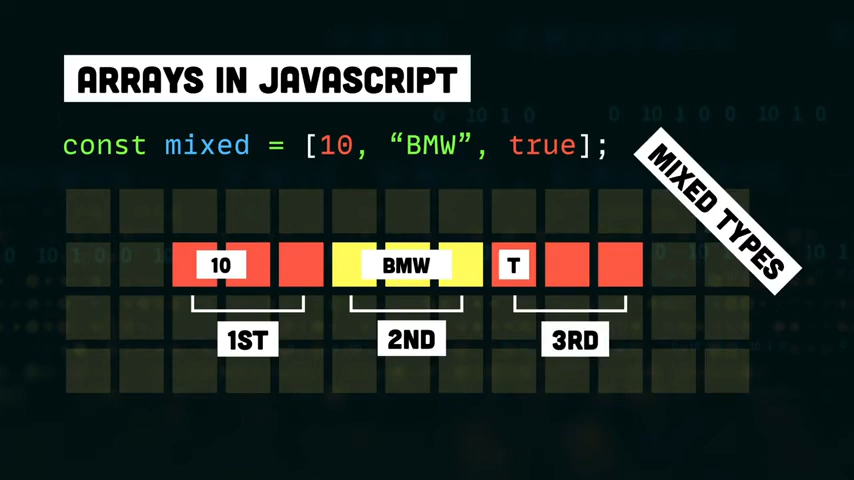 ARRAYS IN JAVASCRIPT
const mixed = [10, “BMW”, true];
MIXED TYPES
10 BMW T
1ST 2ND 3RD